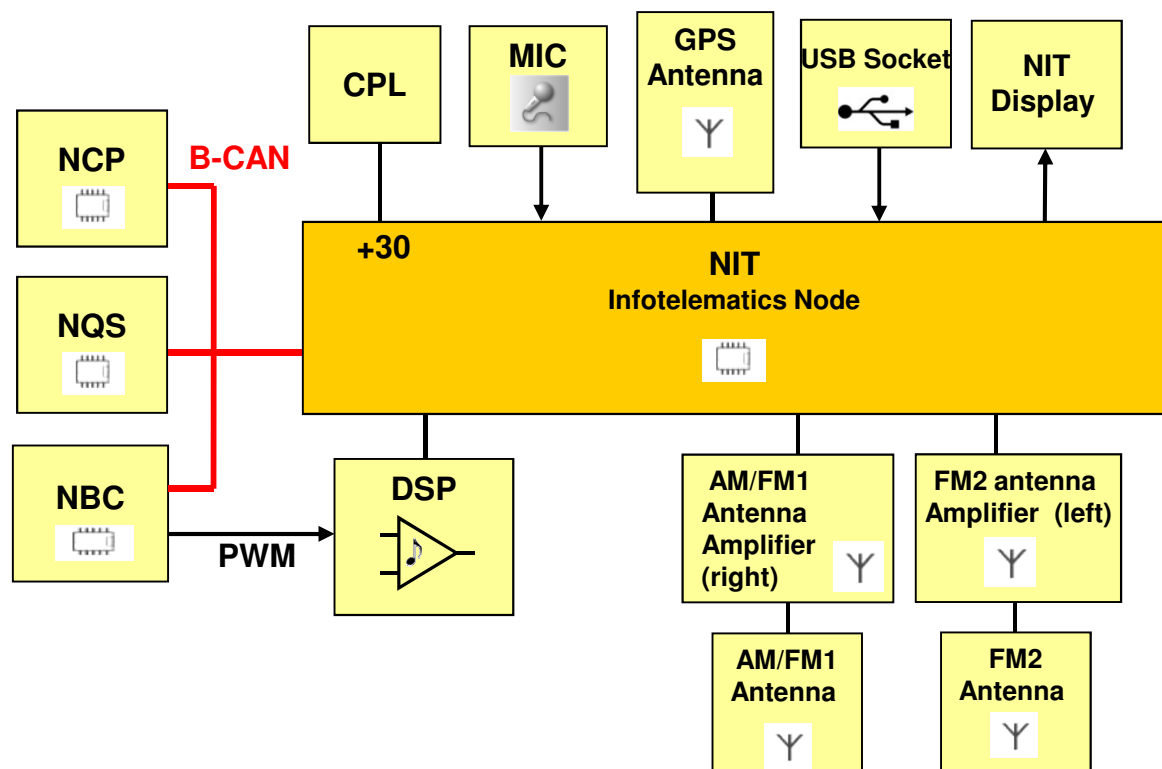 CPL
MIC
GPS
Antenna
USB Socket
NIT
Display
NCP
B-CAN
+30
NIT
Infotelematics Node
NQS
NBC
PWM
DSP
AM/FM1
Antenna
Amplifier
(right)
FM2 antenna
Amplifier (left)
AM/FM1
Antenna
FM2
Antenna